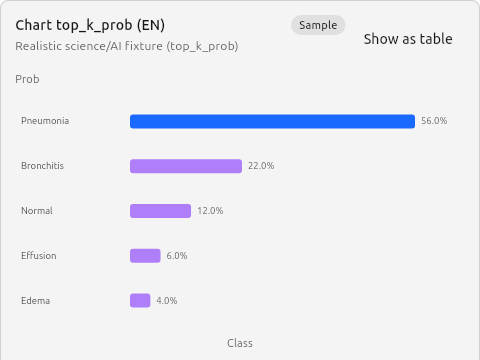 Chart top_k_prob (EN)
Sample
Show as table
Realistic science/AI fixture (top_k_prob)
Prob
Pneumonia 56.0%
Bronchitis 22.0%
Normal 12.0%
Effusion 6.0%
Edema 4.0%
Class